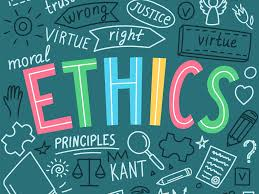 trust
wrong
JUSTICE
VIRTUE
right
virtue
moral
ETHICS
PRINCIPLES
KANT